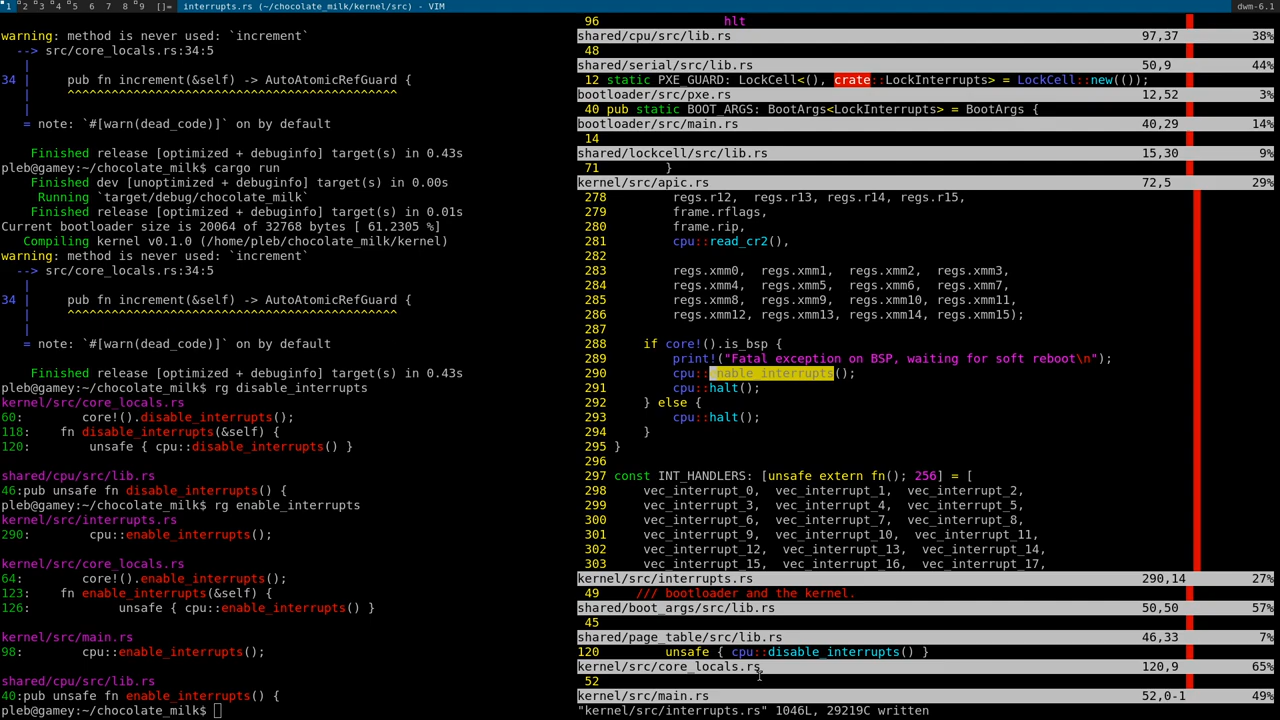 1 2 3 4 5 6 7 8 9 []= interrupts.rs (~/chocolate_milk/kernel/src) - VIM dwm-6.1
warning: method is never used: `increment`
--> src/core_locals.rs:34:5
|
34 | pub fn increment(&self) -> AutoAtomicRefGuard {
| ^^^^^^^^^^^^^^^^^^^^^^^^^^^^^^^^^^^^^^^^^^^^^
|
= note: `#[warn(dead_code)]` on by default
Finished release [optimized + debuginfo] target(s) in 0.43s
pleb@gamey:~/chocolate_milk$ cargo run
Finished dev [unoptimized + debuginfo] target(s) in 0.00s
Running `target/debug/chocolate_milk`
Finished release [optimized + debuginfo] target(s) in 0.01s
Current bootloader size is 20064 of 32768 bytes [ 61.2305 %]
Compiling kernel v0.1.0 (/home/pleb/chocolate_milk/kernel)
warning: method is never used: `increment`
--> src/core_locals.rs:34:5
|
34 | pub fn increment(&self) -> AutoAtomicRefGuard {
| ^^^^^^^^^^^^^^^^^^^^^^^^^^^^^^^^^^^^^^^^^^^^^
|
= note: `#[warn(dead_code)]` on by default
Finished release [optimized + debuginfo] target(s) in 0.43s
pleb@gamey:~/chocolate_milk$ rg disable_interrupts
kernel/src/core_locals.rs
60: core!().disable_interrupts();
118: fn disable_interrupts(&self) {
120: unsafe { cpu::disable_interrupts() }
shared/cpu/src/lib.rs
46:pub unsafe fn disable_interrupts() {
pleb@gamey:~/chocolate_milk$ rg enable_interrupts
kernel/src/interrupts.rs
290: cpu::enable_interrupts();
kernel/src/core_locals.rs
64: core!().enable_interrupts();
123: fn enable_interrupts(&self) {
126: unsafe { cpu::enable_interrupts() }
kernel/src/main.rs
98: cpu::enable_interrupts();
shared/cpu/src/lib.rs
40:pub unsafe fn enable_interrupts() {
pleb@gamey:~/chocolate_milk$
96 hlt
shared/cpu/src/lib.rs 97,37 38%
48
shared/serial/src/lib.rs 50,9 44%
12 static PXE_GUARD: LockCell<(), crate::LockInterrupts> = LockCell::new(());
bootloader/src/pxe.rs 12,52 3%
40 pub static BOOT_ARGS: BootArgs<LockInterrupts> = BootArgs {
bootloader/src/main.rs 40,29 14%
14
shared/lockcell/src/lib.rs 15,30 9%
71 }
kernel/src/apic.rs 72,5 29%
278 regs.r12, regs.r13, regs.r14, regs.r15,
279 frame.rflags,
280 frame.rip,
281 cpu::read_cr2(),
282
283 regs.xmm0, regs.xmm1, regs.xmm2, regs.xmm3,
284 regs.xmm4, regs.xmm5, regs.xmm6, regs.xmm7,
285 regs.xmm8, regs.xmm9, regs.xmm10, regs.xmm11,
286 regs.xmm12, regs.xmm13, regs.xmm14, regs.xmm15);
287
288 if core!().is_bsp {
289 print!("Fatal exception on BSP, waiting for soft reboot\n");
290 cpu::enable_interrupts();
291 cpu::halt();
292 } else {
293 cpu::halt();
294 }
295 }
296
297 const INT_HANDLERS: [unsafe extern fn(); 256] = [
298 vec_interrupt_0, vec_interrupt_1, vec_interrupt_2,
299 vec_interrupt_3, vec_interrupt_4, vec_interrupt_5,
300 vec_interrupt_6, vec_interrupt_7, vec_interrupt_8,
301 vec_interrupt_9, vec_interrupt_10, vec_interrupt_11,
302 vec_interrupt_12, vec_interrupt_13, vec_interrupt_14,
303 vec_interrupt_15, vec_interrupt_16, vec_interrupt_17,
kernel/src/interrupts.rs 290,14 27%
49 /// bootloader and the kernel.
shared/boot_args/src/lib.rs 50,50 57%
45
shared/page_table/src/lib.rs 46,33 7%
120 unsafe { cpu::disable_interrupts() }
kernel/src/core_locals.rs 120,9 65%
52
kernel/src/main.rs 52,0-1 49%
"kernel/src/interrupts.rs" 1046L, 29219C written